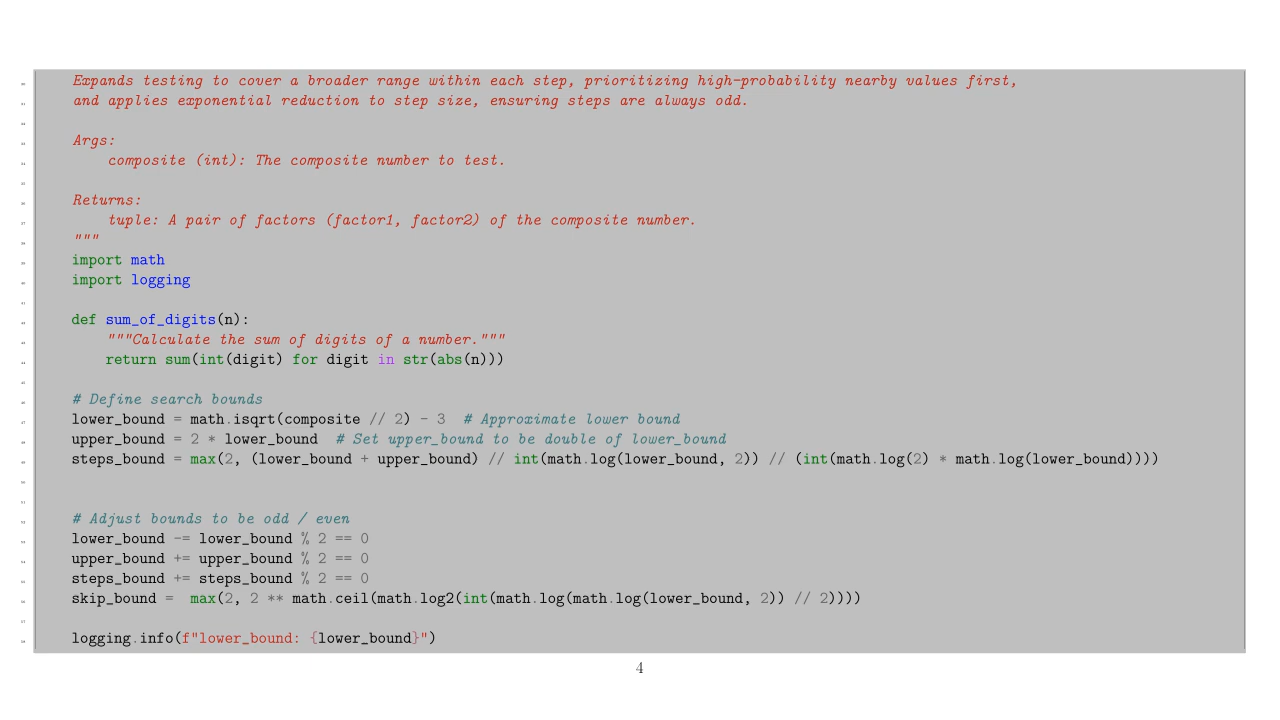 Expands testing to cover a broader range within each step, prioritizing high-probability nearby values first,
and applies exponential reduction to step size, ensuring steps are always odd.
Args:
composite (int): The composite number to test.
Returns:
tuple: A pair of factors (factor1, factor2) of the composite number.
"""
import math
import logging
def sum_of_digits(n):
"""Calculate the sum of digits of a number."""
return sum(int(digit) for digit in str(abs(n)))
# Define search bounds
lower_bound = math.isqrt(composite // 2) - 3  # Approximate lower bound
upper_bound = 2 * lower_bound  # Set upper_bound to be double of lower_bound
steps_bound = max(2, (lower_bound + upper_bound) // int(math.log(lower_bound, 2)) // (int(math.log(2) * math.log(lower_bound))))
# Adjust bounds to be odd / even
lower_bound -= lower_bound % 2 == 0
upper_bound += upper_bound % 2 == 0
steps_bound += steps_bound % 2 == 0
skip_bound =  max(2, 2 ** math.ceil(math.log2(int(math.log(math.log(lower_bound, 2)) // 2))))
logging.info(f"lower_bound: {lower_bound}")
4